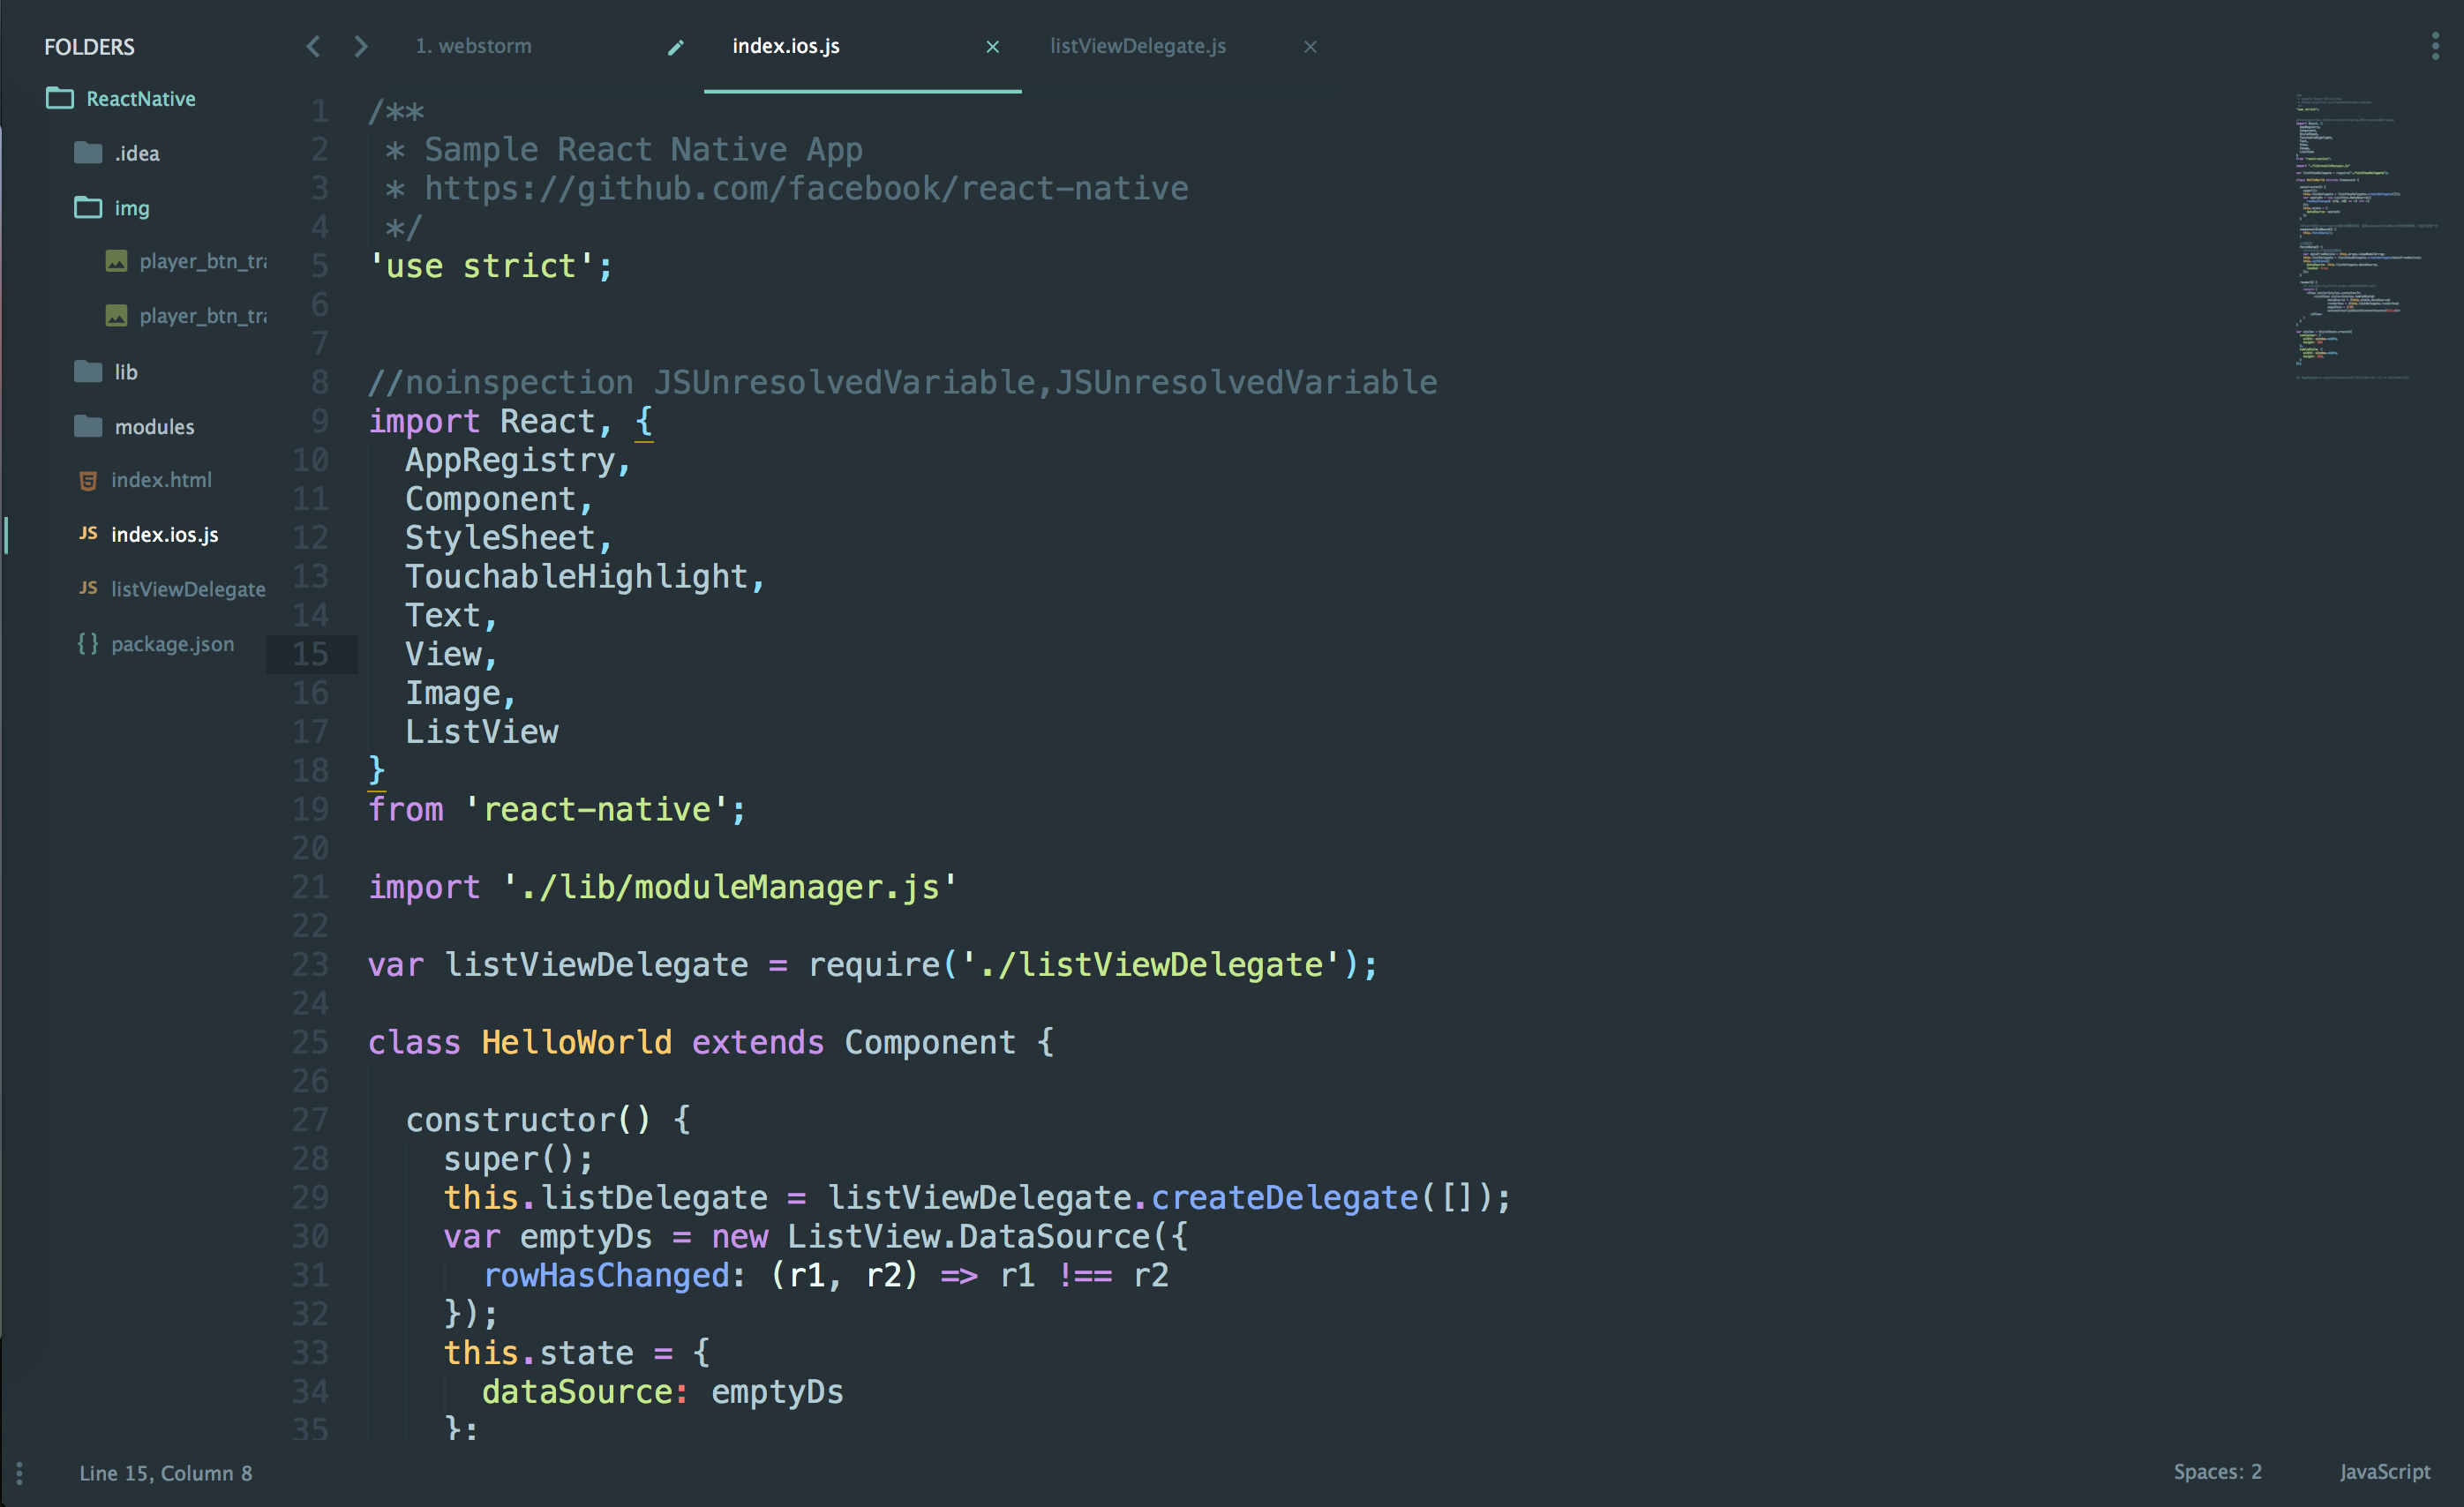 FOLDERS
ReactNative
.idea
img
player_btn_tra
player_btn_tra
lib
modules
index.html
JS index.ios.js
JS listViewDelegate
{ } package.json
1. webstorm
index.ios.js
listViewDelegate.js
1 /**
2 * Sample React Native App
3 * https://github.com/facebook/react-native
4 */
5 'use strict';
6
7
8 //noinspection JSUnresolvedVariable,JSUnresolvedVariable
9 import React, {
10 AppRegistry,
11 Component,
12 StyleSheet,
13 TouchableHighlight,
14 Text,
15 View,
16 Image,
17 ListView
18 }
19 from 'react-native';
20
21 import './lib/moduleManager.js'
22
23 var listViewDelegate = require('./listViewDelegate');
24
25 class HelloWorld extends Component {
26
27 constructor() {
28 super();
29 this.listDelegate = listViewDelegate.createDelegate([]);
30 var emptyDs = new ListView.DataSource({
31 rowHasChanged: (r1, r2) => r1 !== r2
32 });
33 this.state = {
34 dataSource: emptyDs
35 };
Line 15, Column 8
Spaces: 2
JavaScript